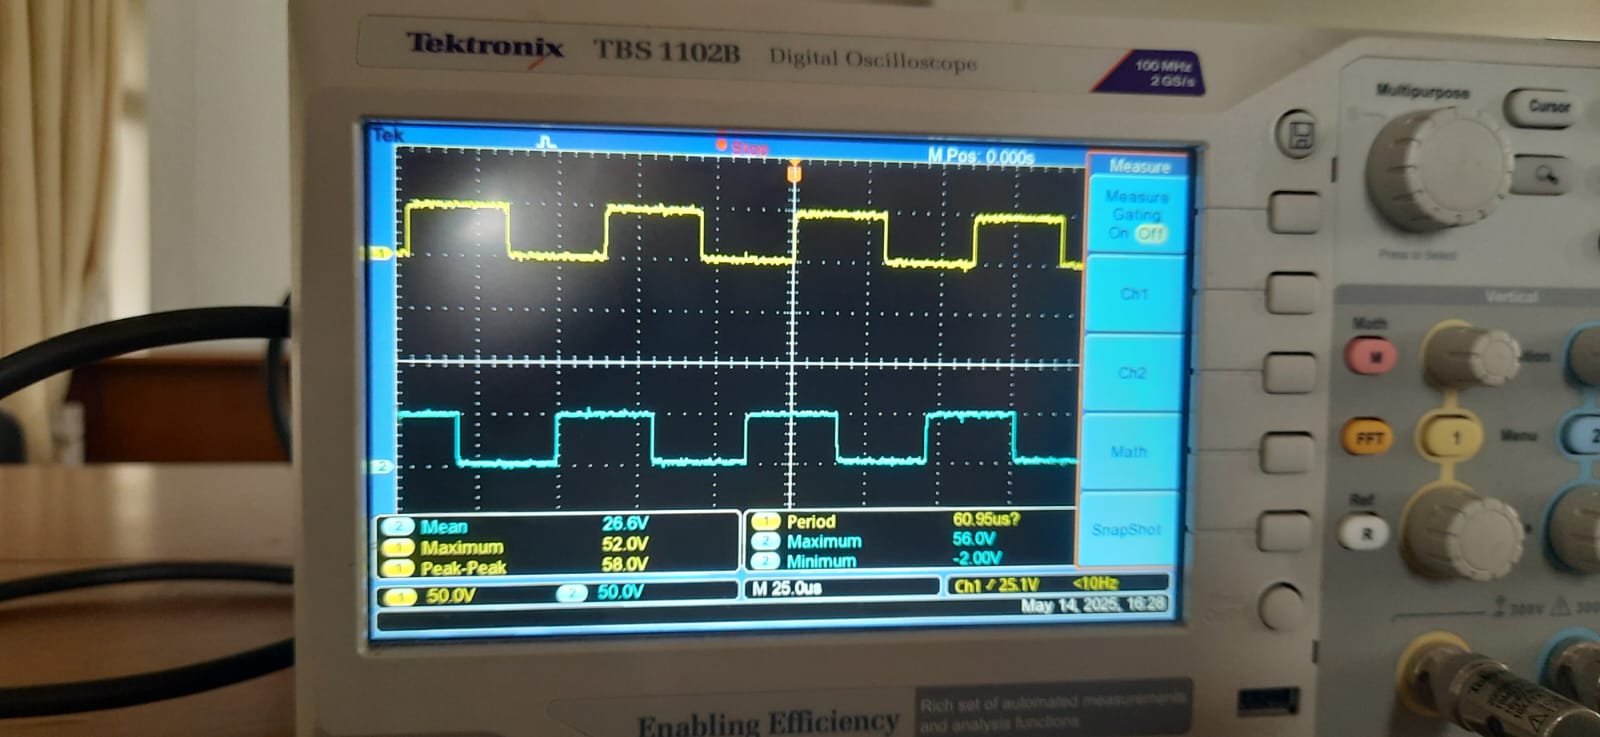 Tektronix TBS 1102B Digital Oscilloscope
100 MHz
2 GS/s
Tek
Stop
M Pos: 0.000s
Measure
Measure
Gating
On Off
Ch1
Ch2
Math
SnapShot
1
2
2 Mean 26.6V
1 Maximum 52.0V
1 Peak-Peak 56.0V
1 Period 60.95us?
2 Maximum 56.0V
2 Minimum -2.00V
1 50.0V 2 50.0V
M 25.0us
Ch1 25.1V <10Hz
May 14, 2025, 16:28
Enabling Efficiency
Rich set of automated measurements
and analysis functions
Multipurpose
Cursor
Press to Select
Vertical
Math
M
FFT
1
Menu
2
Ref
R
300V